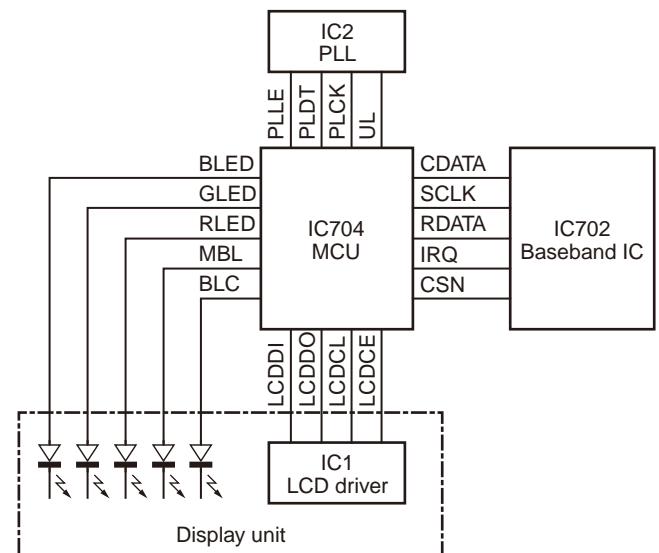 IC2
PLL
PLLE
PLDT
PLCK
UL
BLED
GLED
RLED
MBL
BLC
IC704
MCU
CDATA
SCLK
RDATA
IRQ
CSN
IC702
Baseband IC
LCDDI
LCDDO
LCDCL
LCDCE
IC1
LCD driver
Display unit